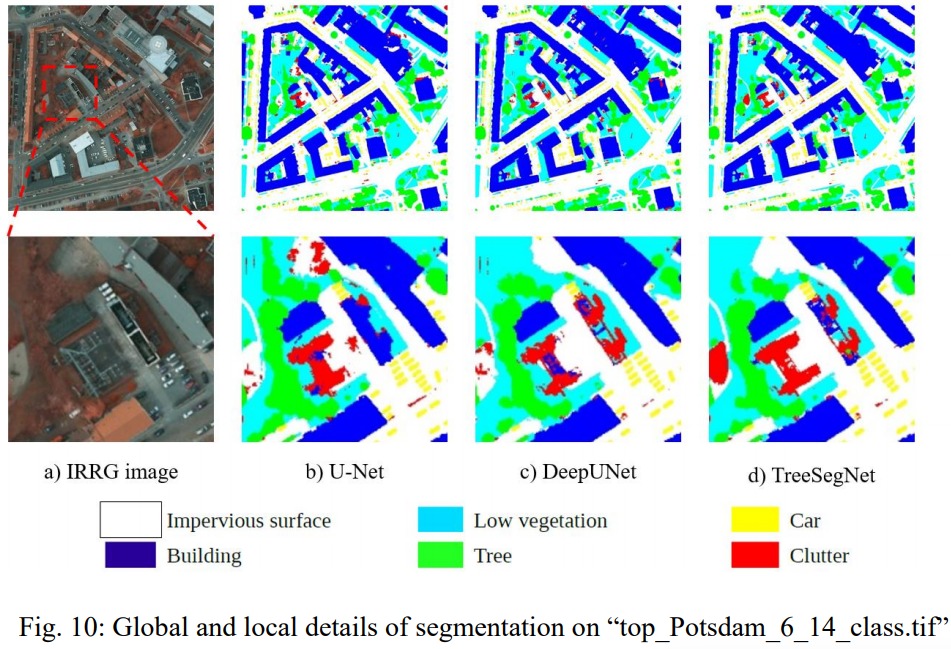 a) IRRG image
b) U-Net
c) DeepUNet
d) TreeSegNet
Impervious surface
Low vegetation
Car
Building
Tree
Clutter
Fig. 10: Global and local details of segmentation on “top_Potsdam_6_14_class.tif”